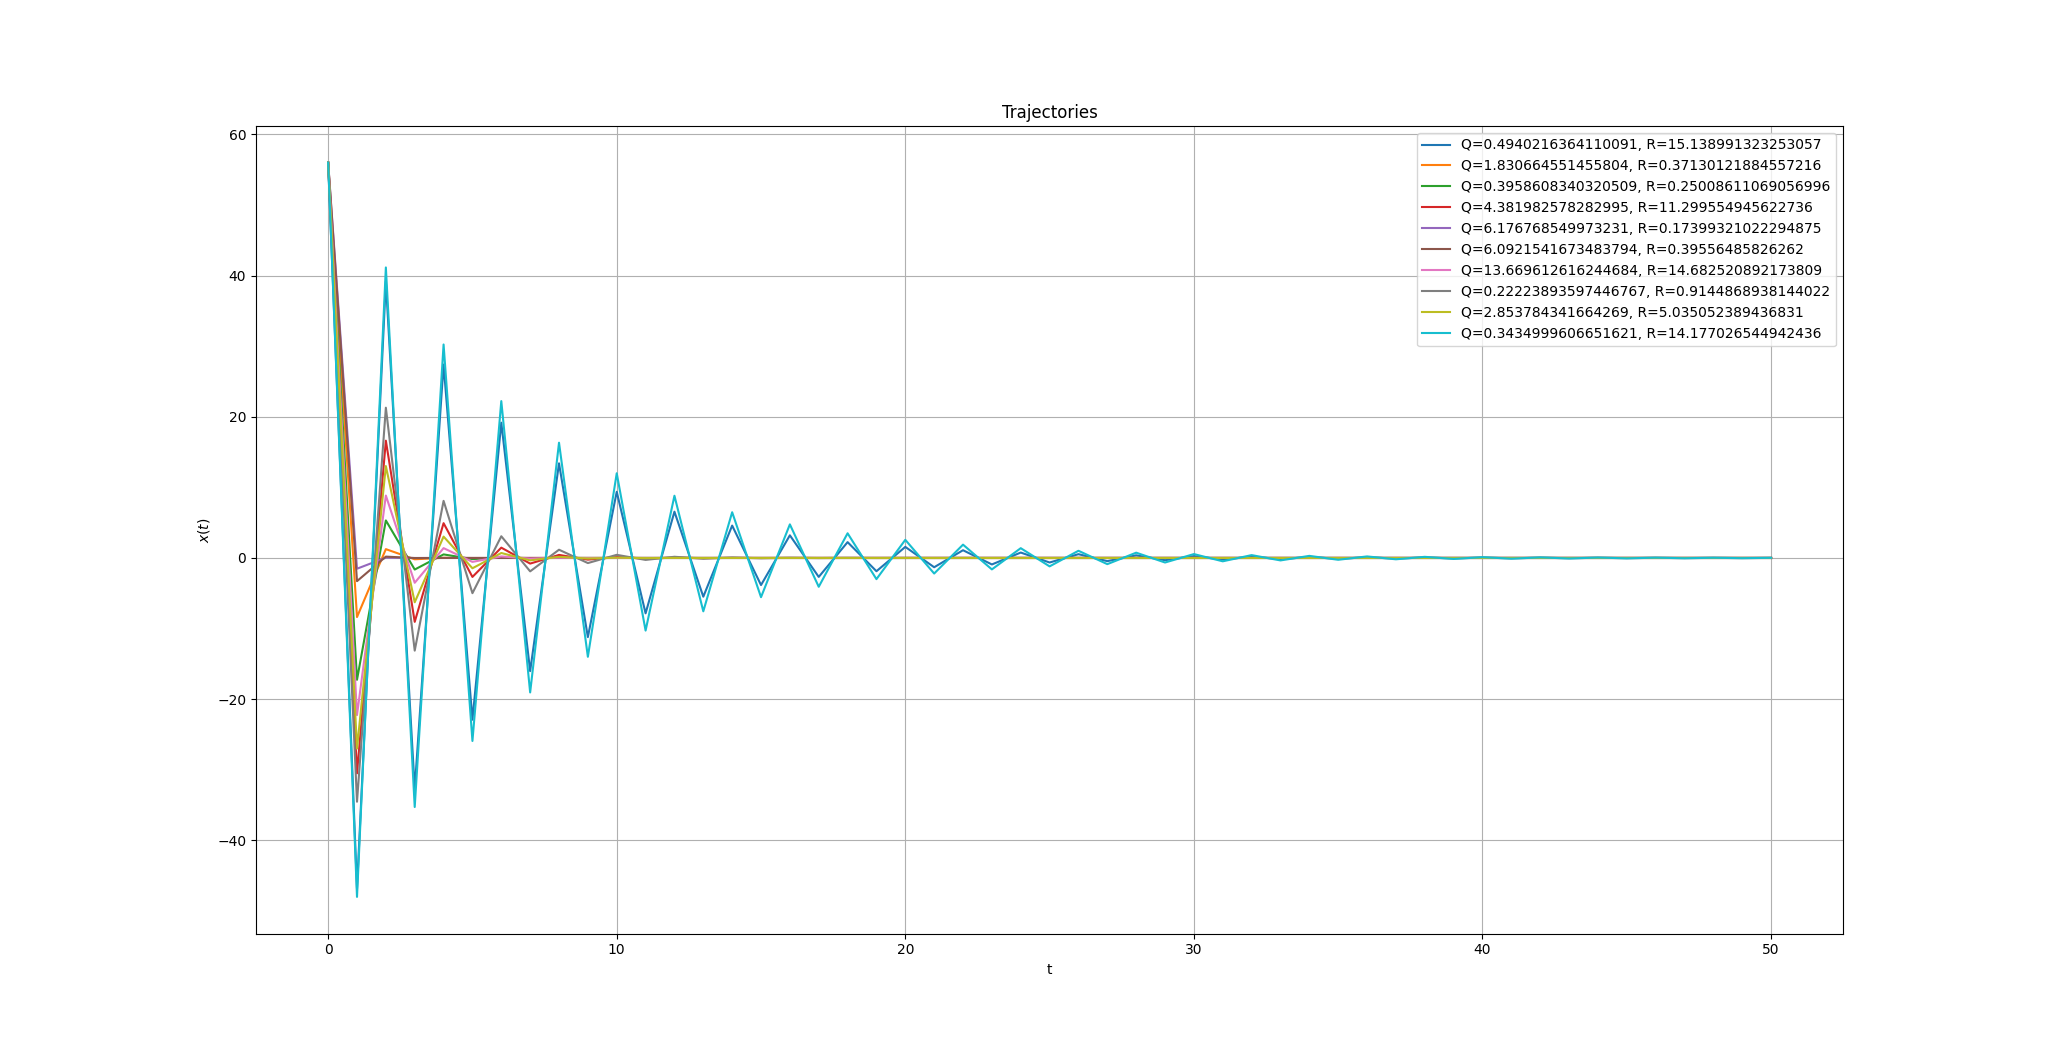 Trajectories
60
40
20
0
−20
−40
x(t)
Q=0.4940216364110091, R=15.138991323253057
Q=1.830664551455804, R=0.37130121884557216
Q=0.3958608340320509, R=0.25008611069056996
Q=4.381982578282995, R=11.299554945622736
Q=6.176768549973231, R=0.17399321022294875
Q=6.0921541673483794, R=0.39556485826262
Q=13.669612616244684, R=14.682520892173809
Q=0.22223893597446767, R=0.9144868938144022
Q=2.853784341664269, R=5.035052389436831
Q=0.3434999606651621, R=14.177026544942436
0 10 20 30 40 50
t